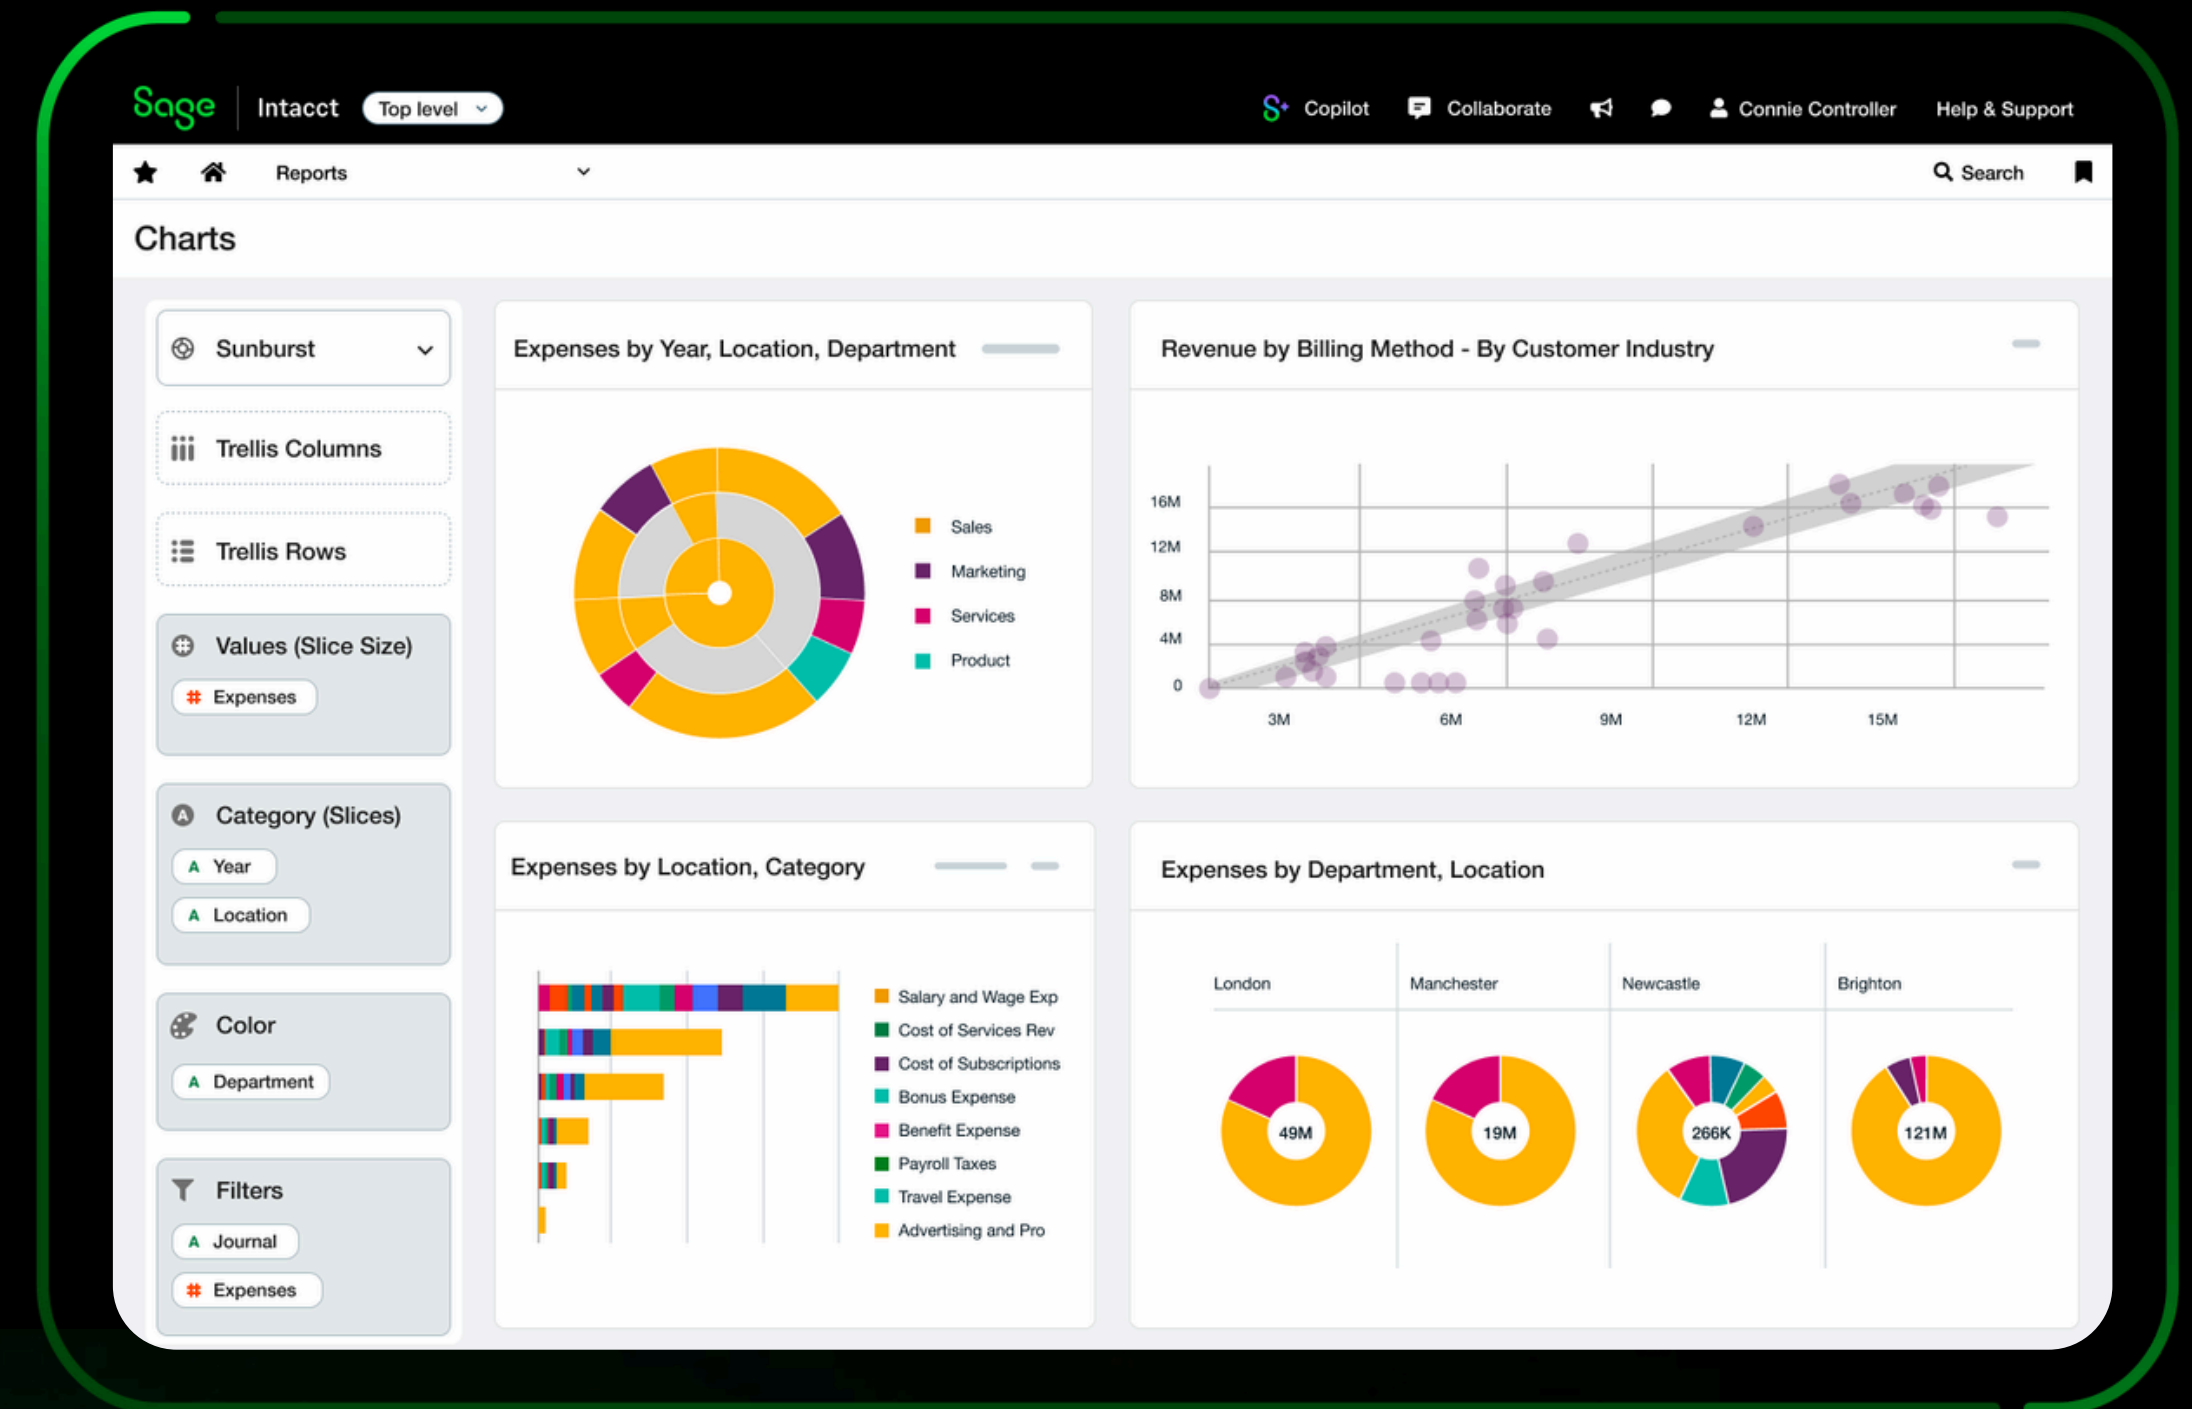 Sage Intacct Top level Copilot Collaborate Connie Controller Help & Support
Reports Search
Charts
Sunburst
Trellis Columns
Trellis Rows
Values (Slice Size)
# Expenses
A Category (Slices)
A Year
A Location
Color
A Department
Filters
A Journal
# Expenses
Expenses by Year, Location, Department
Sales
Marketing
Services
Product
Revenue by Billing Method - By Customer Industry
16M
12M
8M
4M
0
3M 6M 9M 12M 15M
Expenses by Location, Category
Salary and Wage Exp
Cost of Services Rev
Cost of Subscriptions
Bonus Expense
Benefit Expense
Payroll Taxes
Travel Expense
Advertising and Pro
Expenses by Department, Location
London Manchester Newcastle Brighton
49M 19M 266K 121M